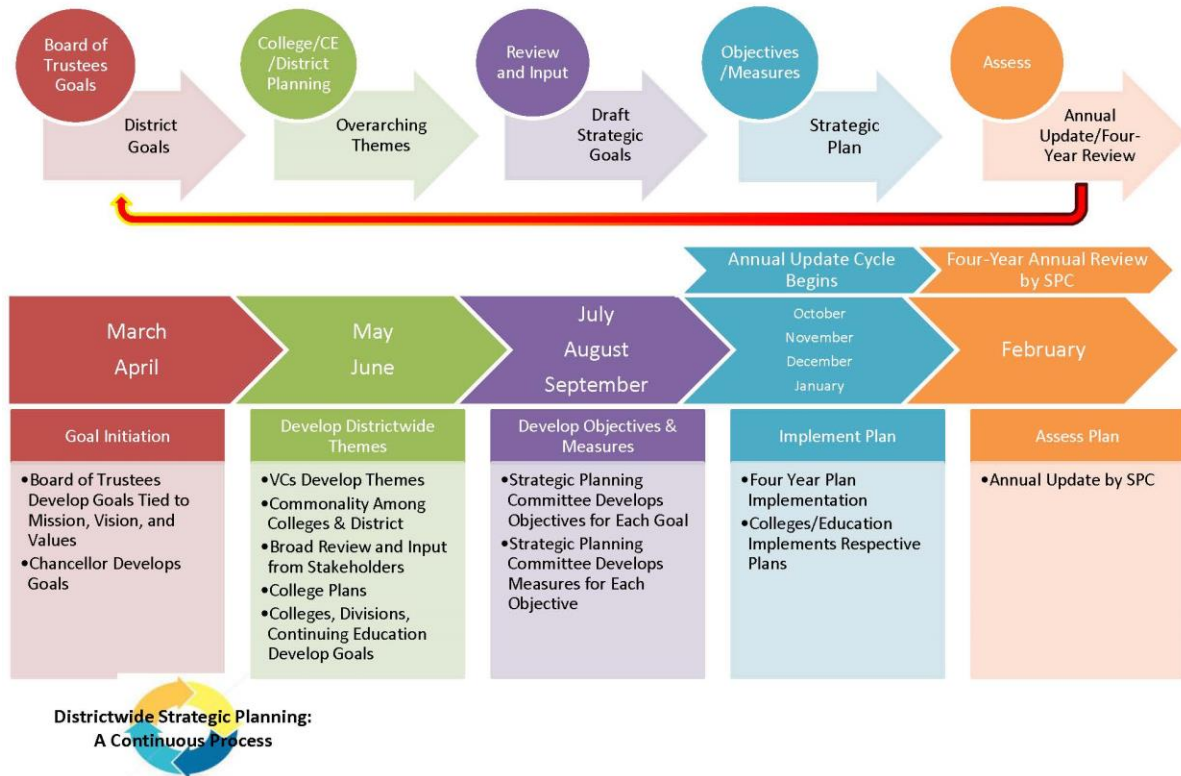 Board of
Trustees
Goals
District
Goals
College/CE
/District
Planning
Overarching
Themes
Review
and Input
Draft
Strategic
Goals
Objectives
/Measures
Strategic
Plan
Assess
Annual
Update/Four-
Year Review
Annual Update Cycle
Begins
Four-Year Annual Review
by SPC
March
April
May
June
July
August
September
October
November
December
January
February
Goal Initiation
•Board of Trustees
Develop Goals Tied to
Mission, Vision, and
Values
•Chancellor Develops
Goals
Develop Districtwide
Themes
•VCs Develop Themes
•Commonality Among
Colleges & District
•Broad Review and Input
from Stakeholders
•College Plans
•Colleges, Divisions,
Continuing Education
Develop Goals
Develop Objectives &
Measures
•Strategic Planning
Committee Develops
Objectives for Each Goal
•Strategic Planning
Committee Develops
Measures for Each
Objective
Implement Plan
•Four Year Plan
Implementation
•Colleges/Education
Implements Respective
Plans
Assess Plan
•Annual Update by SPC
Districtwide Strategic Planning:
A Continuous Process